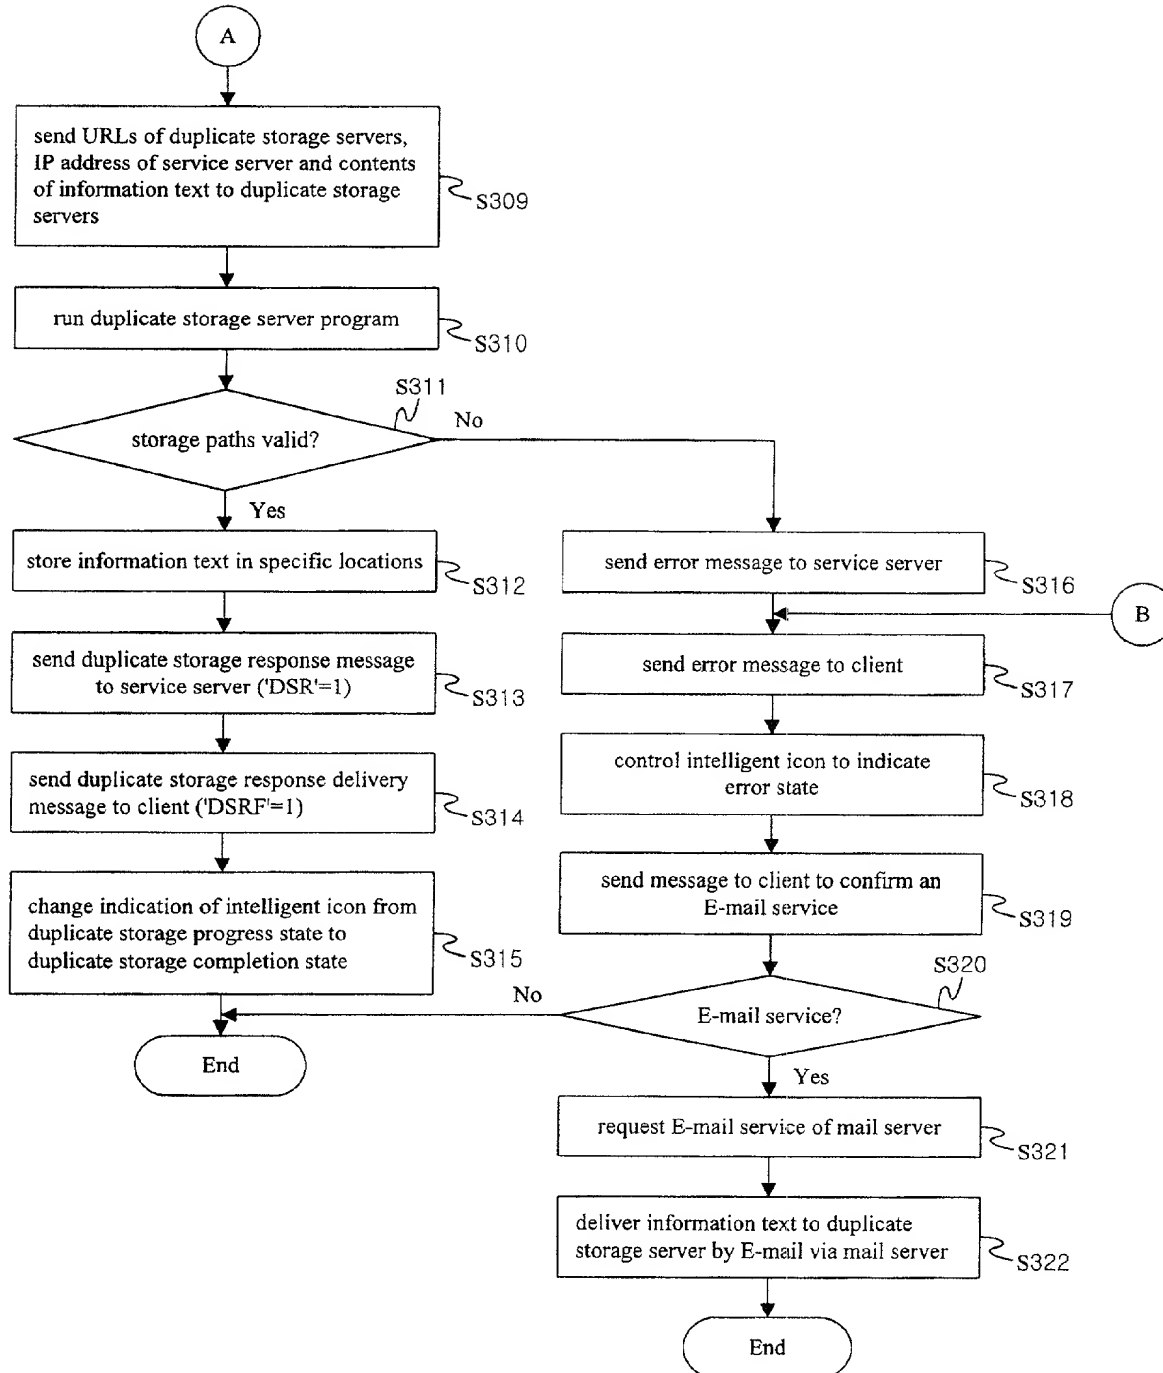 A
send URLs of duplicate storage servers,
IP address of service server and contents
of information text to duplicate storage
servers
S309
run duplicate storage server program
S310
S311
storage paths valid?
No
Yes
store information text in specific locations
S312
send error message to service server
S316
B
send duplicate storage response message
to service server ('DSR'=1)
S313
send error message to client
S317
send duplicate storage response delivery
message to client ('DSRF'=1)
S314
control intelligent icon to indicate
error state
S318
change indication of intelligent icon from
duplicate storage progress state to
duplicate storage completion state
S315
send message to client to confirm an
E-mail service
S319
S320
No
E-mail service?
End
Yes
request E-mail service of mail server
S321
deliver information text to duplicate
storage server by E-mail via mail server
S322
End